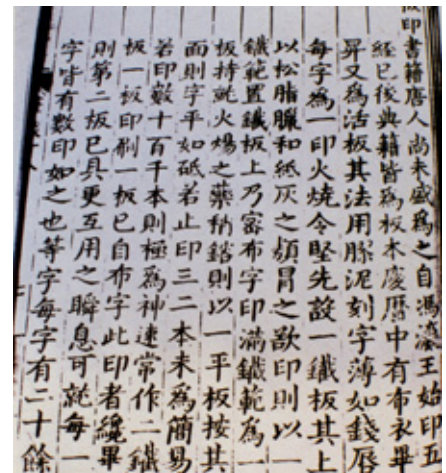 板印書籍唐人尚未盛為之自馮瀛王始印五
經已後典籍皆為板本慶曆中有布衣畢
昇又為活板其法用膠泥刻字薄如錢唇
每字為一印火燒令堅先設一鐵板其上
以松脂臘和紙灰之類冒之欲印則以一
鐵範置鐵板上乃密布字印滿鐵範為一
板持就火煬之藥稍鎔則以一平板按其
面則字平如砥若止印三二本未為簡易
若印數十百千本則極為神速常作二鐵
板一板印刷一板已自布字此印者纔畢
則第二板已具更互用之瞬息可就每一
字皆有數印如之也等字每字有二十餘